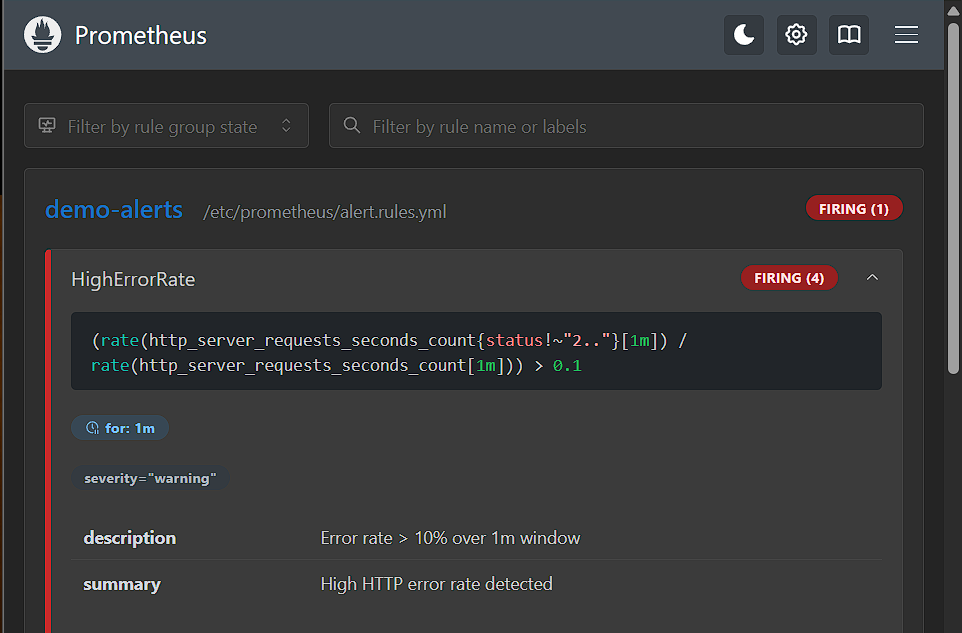 Prometheus
Filter by rule group state
Filter by rule name or labels
demo-alerts /etc/prometheus/alert.rules.yml FIRING (1)
HighErrorRate FIRING (4)
(rate(http_server_requests_seconds_count{status!~"2.."}[1m]) /
rate(http_server_requests_seconds_count[1m])) > 0.1
for: 1m
severity="warning"
description Error rate > 10% over 1m window
summary High HTTP error rate detected